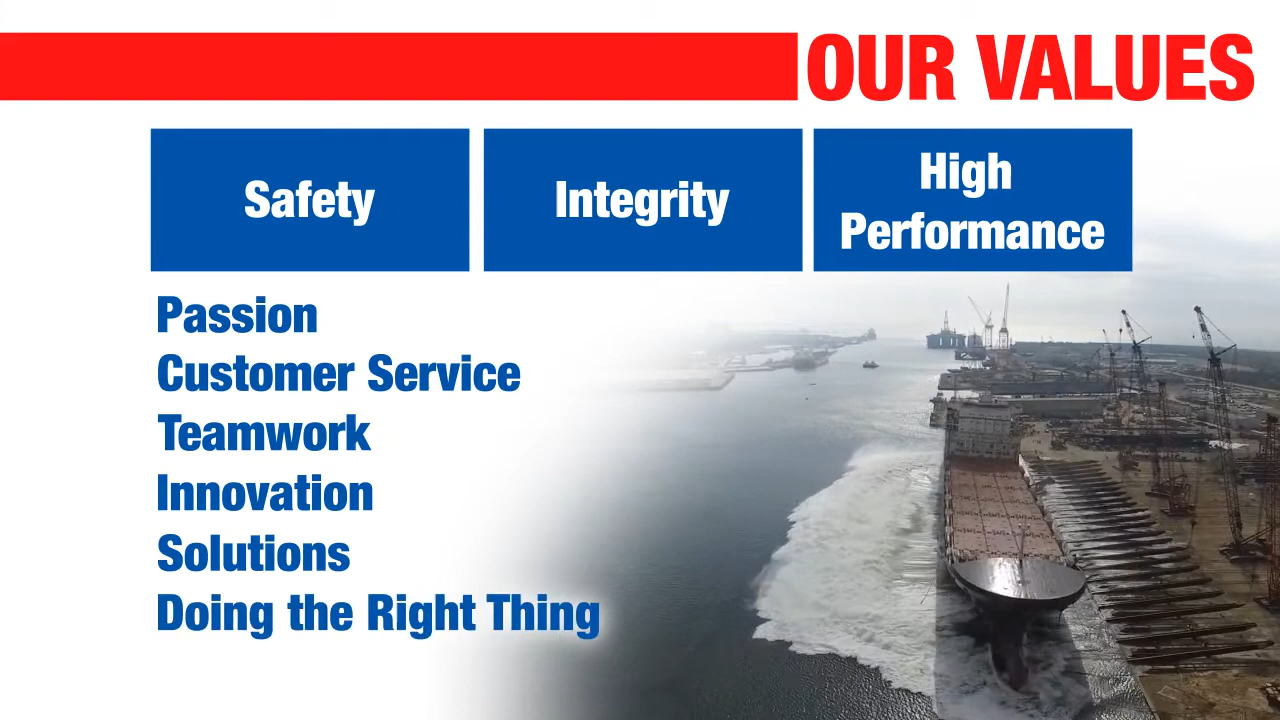 OUR VALUES
Safety
Integrity
High
Performance
Passion
Customer Service
Teamwork
Innovation
Solutions
Doing the Right Thing